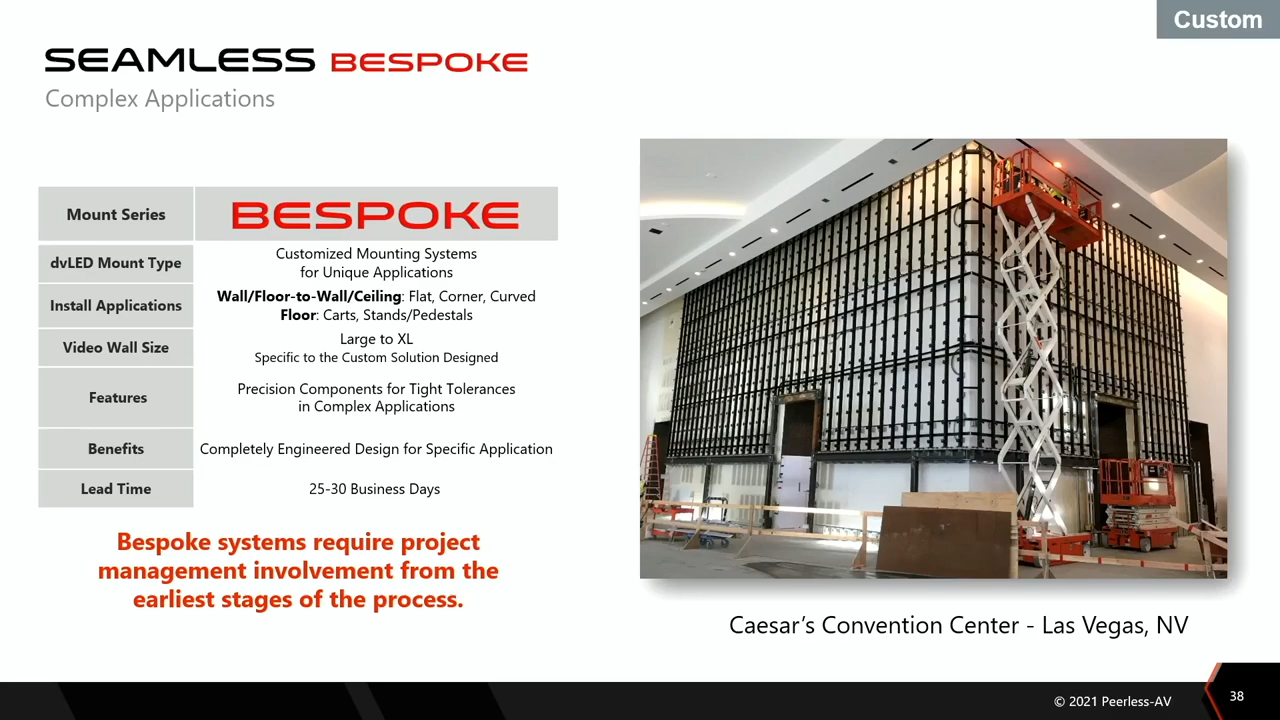 Custom
SEAMLESS BESPOKE
Complex Applications
Mount Series
BESPOKE
dvLED Mount Type
Customized Mounting Systems
for Unique Applications
Install Applications
Wall/Floor-to-Wall/Ceiling: Flat, Corner, Curved
Floor: Carts, Stands/Pedestals
Video Wall Size
Large to XL
Specific to the Custom Solution Designed
Features
Precision Components for Tight Tolerances
in Complex Applications
Benefits
Completely Engineered Design for Specific Application
Lead Time
25-30 Business Days
Bespoke systems require project
management involvement from the
earliest stages of the process.
Caesar’s Convention Center - Las Vegas, NV
© 2021 Peerless-AV
38